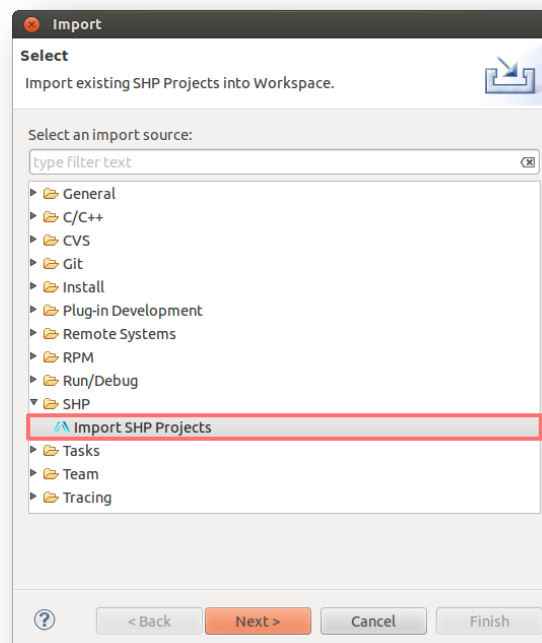 Import
Select
Import existing SHP Projects into Workspace.
Select an import source:
type filter text
General
C/C++
CVS
Git
Install
Plug-in Development
Remote Systems
RPM
Run/Debug
SHP
Import SHP Projects
Tasks
Team
Tracing
? < Back Next > Cancel Finish